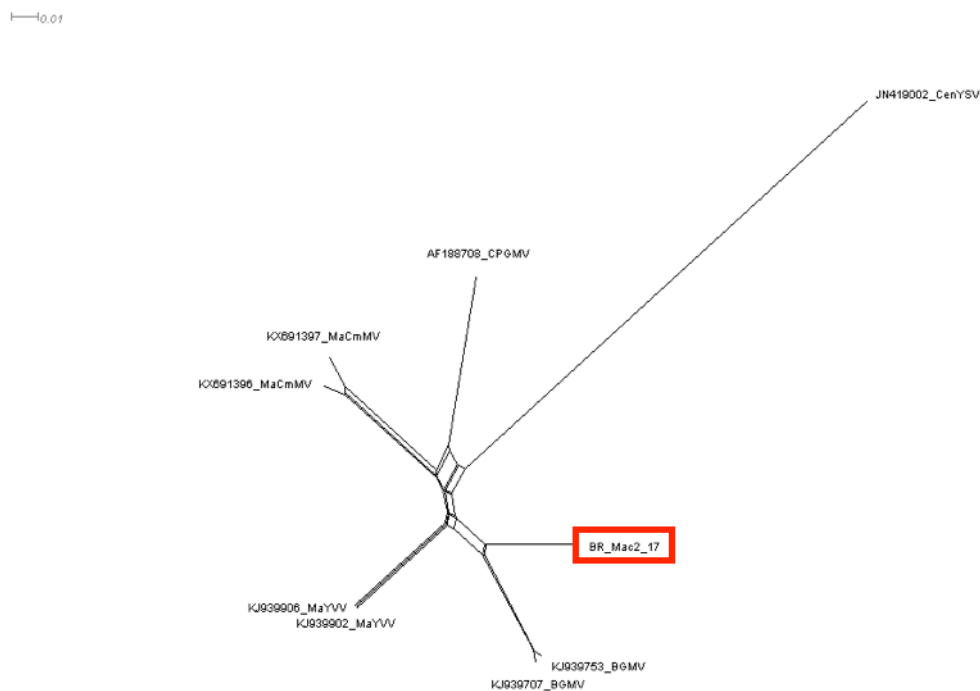 0.01
JN419002_CenYSV
AF188708_CPGMV
KX691397_MaCmMV
KX691396_MaCmMV
BR_Mac2_17
KJ939906_MaYVV
KJ939902_MaYVV
KJ939753_BGMV
KJ939707_BGMV